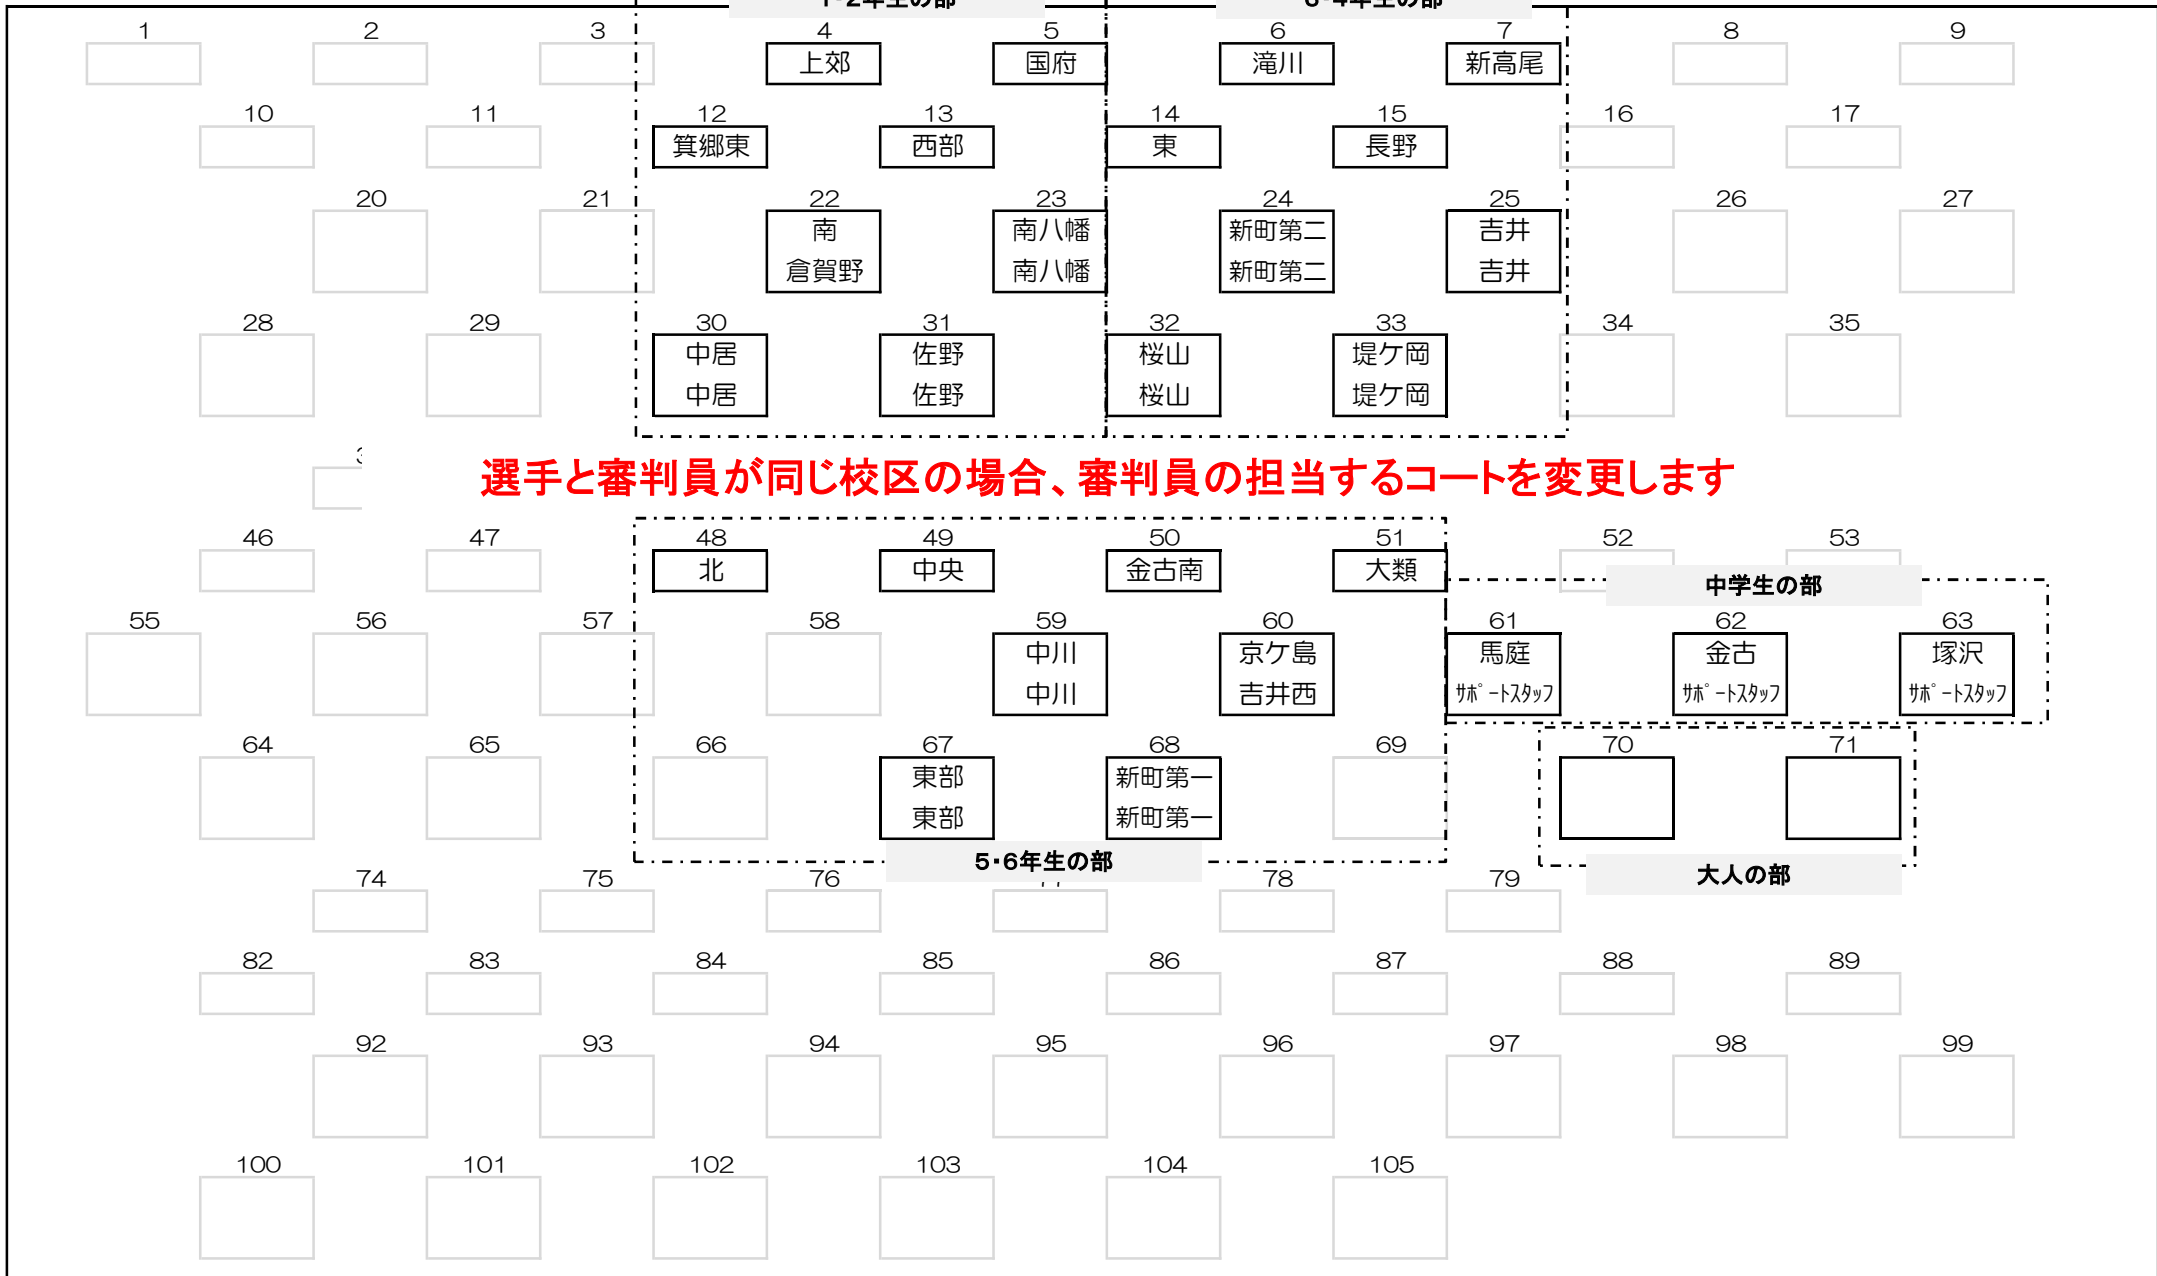 1・2年生の部 3・4年生の部
1 2 3 4 5 6 7 8 9
上郊 国府 滝川 新高尾
10 11 12 13 14 15 16 17
箕郷東 西部 東 長野
20 21 22 23 24 25 26 27
南 南八幡 新町第二 吉井
倉賀野 南八幡 新町第二 吉井
28 29 30 31 32 33 34 35
中居 佐野 桜山 堤ケ岡
中居 佐野 桜山 堤ケ岡
選手と審判員が同じ校区の場合、審判員の担当するコートを変更します
46 47 48 49 50 51 52 53
北 中央 金古南 大類
中学生の部
55 56 57 58 59 60 61 62 63
中川 京ケ島 馬庭 金古 塚沢
中川 吉井西 ｻﾎﾟｰﾄｽﾀｯﾌ ｻﾎﾟｰﾄｽﾀｯﾌ ｻﾎﾟｰﾄｽﾀｯﾌ
64 65 66 67 68 69 70 71
東部 新町第一
東部 新町第一
5・6年生の部 大人の部
74 75 76 78 79
82 83 84 85 86 87 88 89
92 93 94 95 96 97 98 99
100 101 102 103 104 105